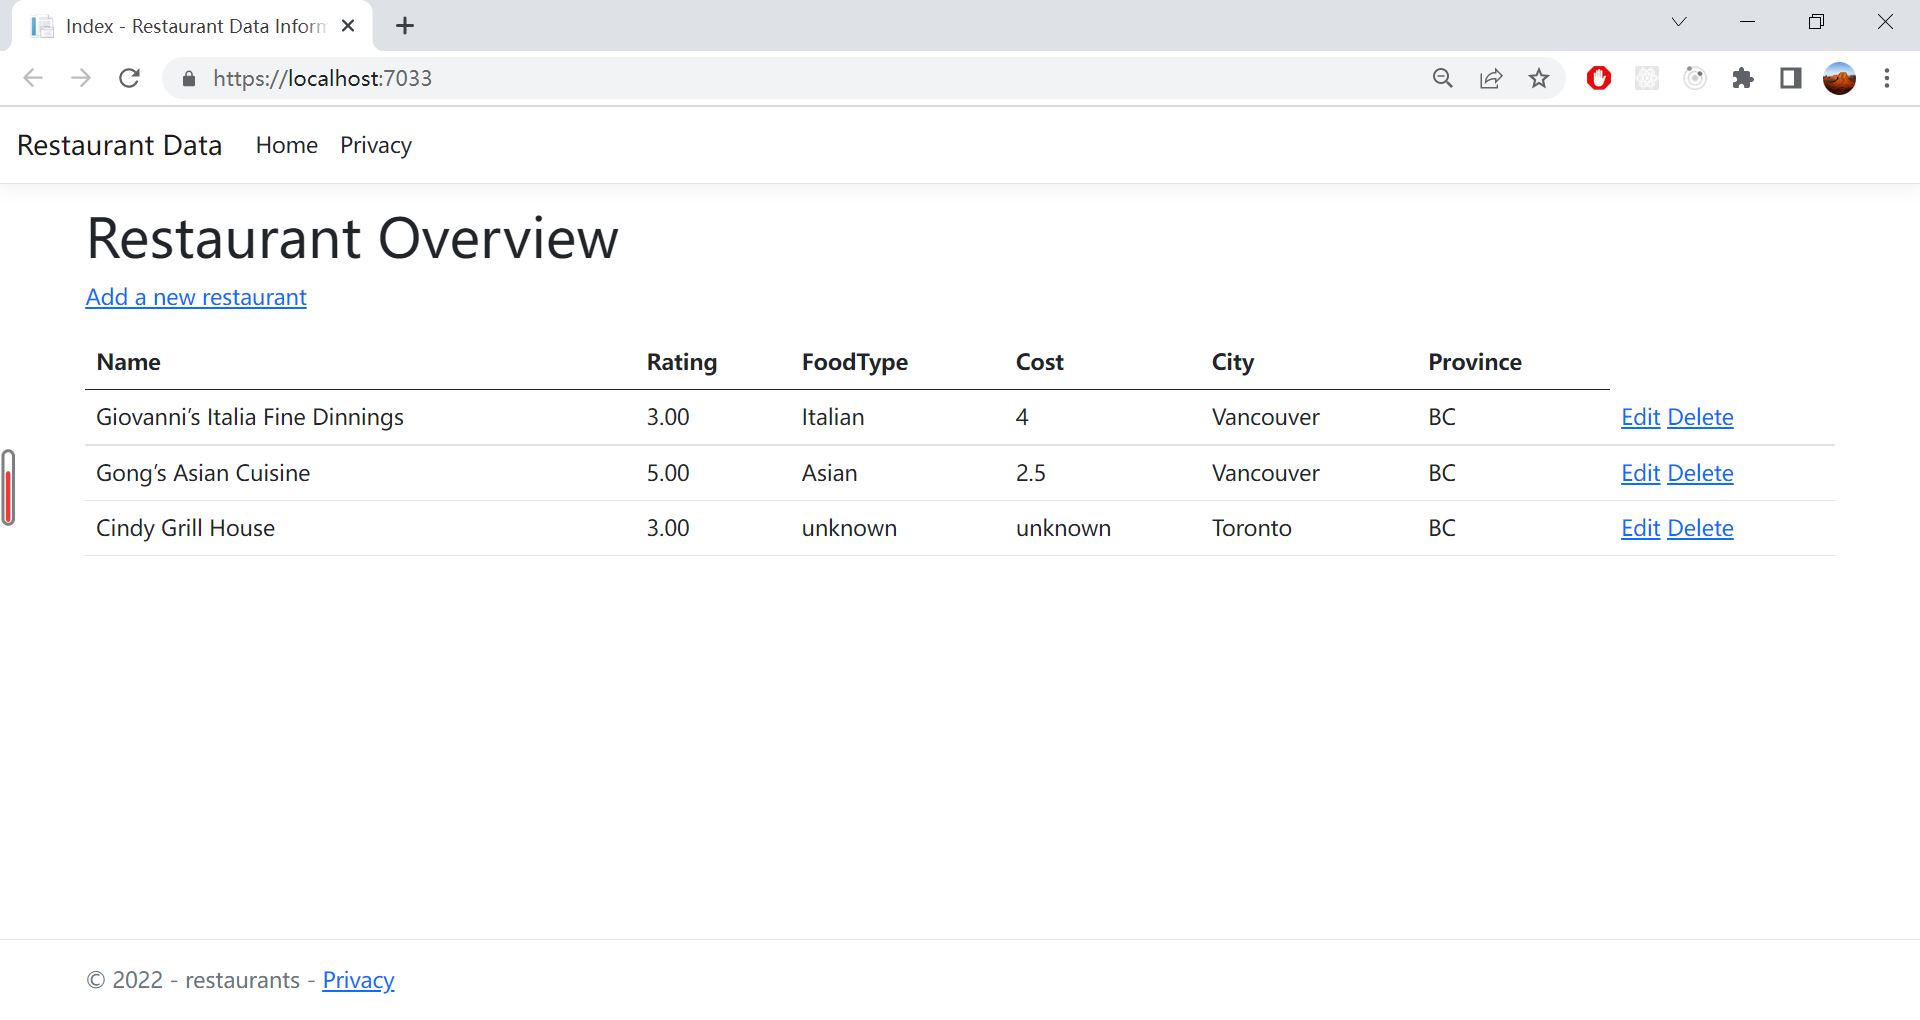 Index - Restaurant Data Inform
https://localhost:7033
Restaurant Data Home Privacy
Restaurant Overview
Add a new restaurant
Name Rating FoodType Cost City Province
Giovanni’s Italia Fine Dinnings 3.00 Italian 4 Vancouver BC Edit Delete
Gong’s Asian Cuisine 5.00 Asian 2.5 Vancouver BC Edit Delete
Cindy Grill House 3.00 unknown unknown Toronto BC Edit Delete
© 2022 - restaurants - Privacy